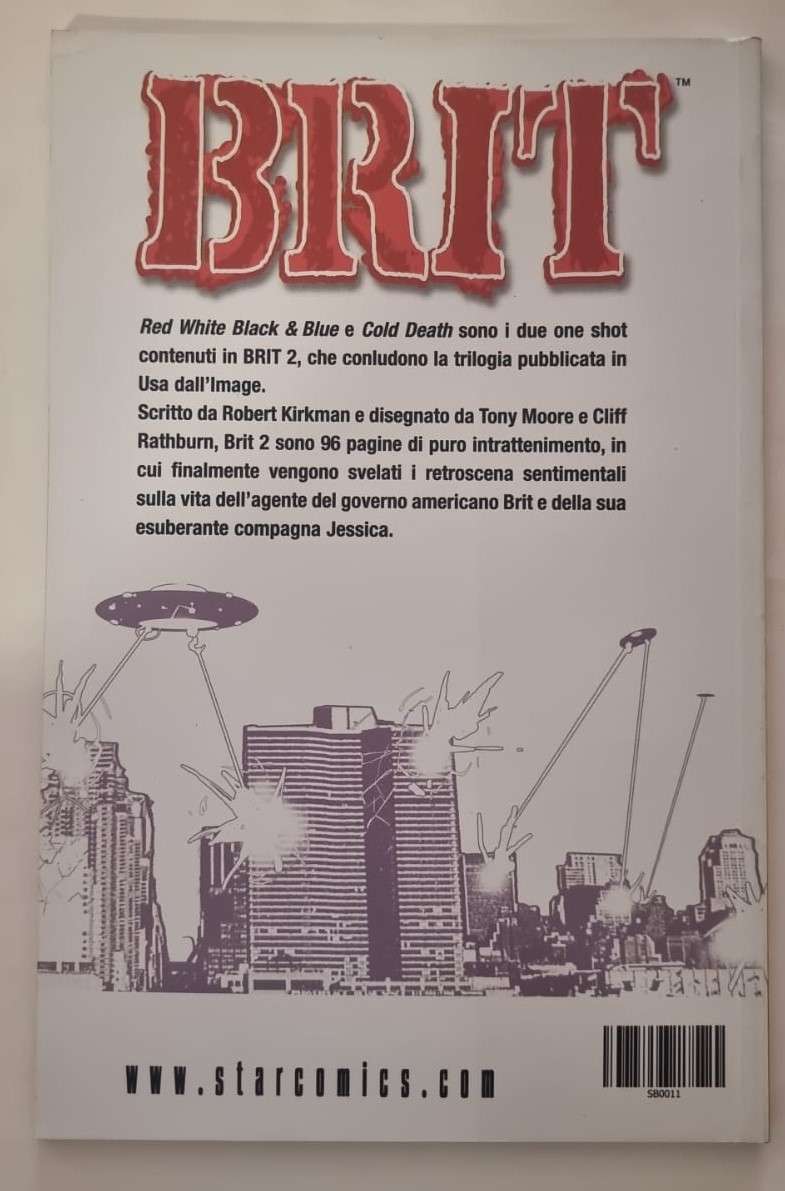 BRIT™
Red White Black & Blue e Cold Death sono i due one shot
contenuti in BRIT 2, che conludono la trilogia pubblicata in
Usa dall'Image.
Scritto da Robert Kirkman e disegnato da Tony Moore e Cliff
Rathburn, Brit 2 sono 96 pagine di puro intrattenimento, in
cui finalmente vengono svelati i retroscena sentimentali
sulla vita dell'agente del governo americano Brit e della sua
esuberante compagna Jessica.
www.starcomics.com
SB0011